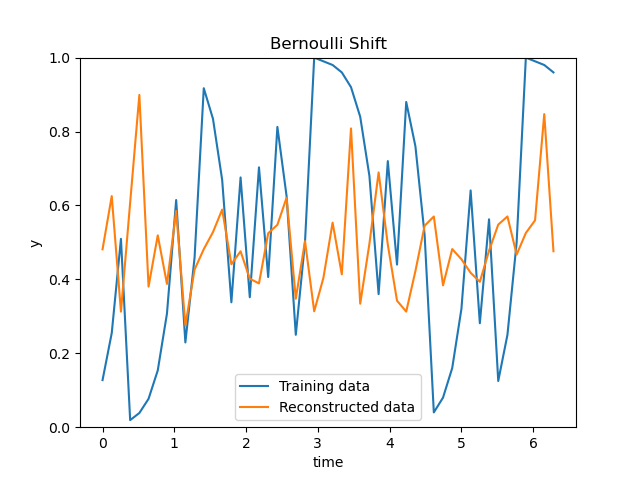 Bernoulli Shift
1.0
0.8
0.6
0.4
0.2
0.0
y
Training data
Reconstructed data
0 1 2 3 4 5 6
time